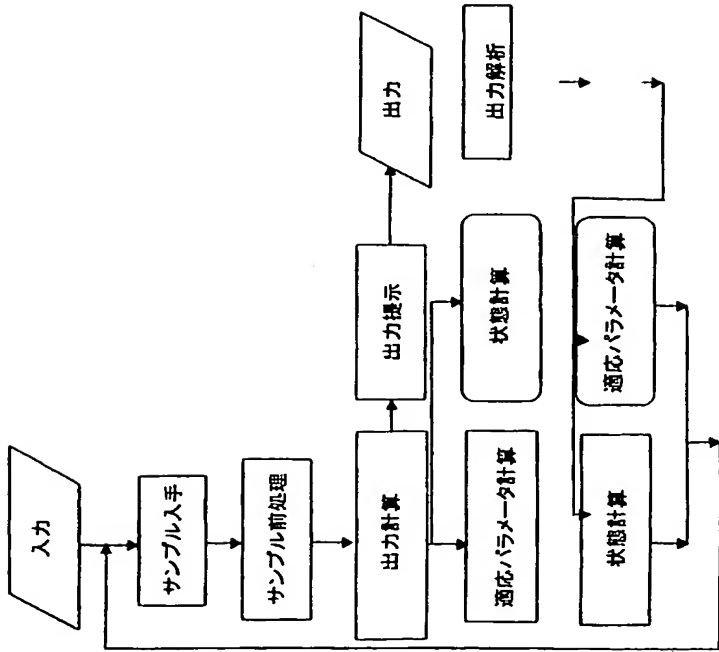 入力
サンプル入手
サンプル前処理
出力計算
出力提示
出力
適応パラメータ計算
状態計算
出力解析
状態計算
適応パラメータ計算